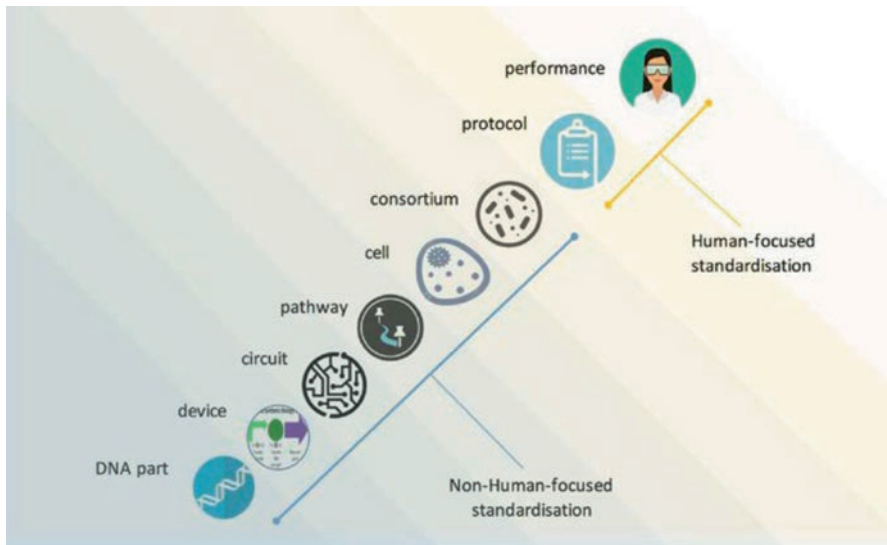 performance
protocol
consortium
cell
pathway
circuit
device
DNA part
Human-focused
standardisation
Non-Human-focused
standardisation